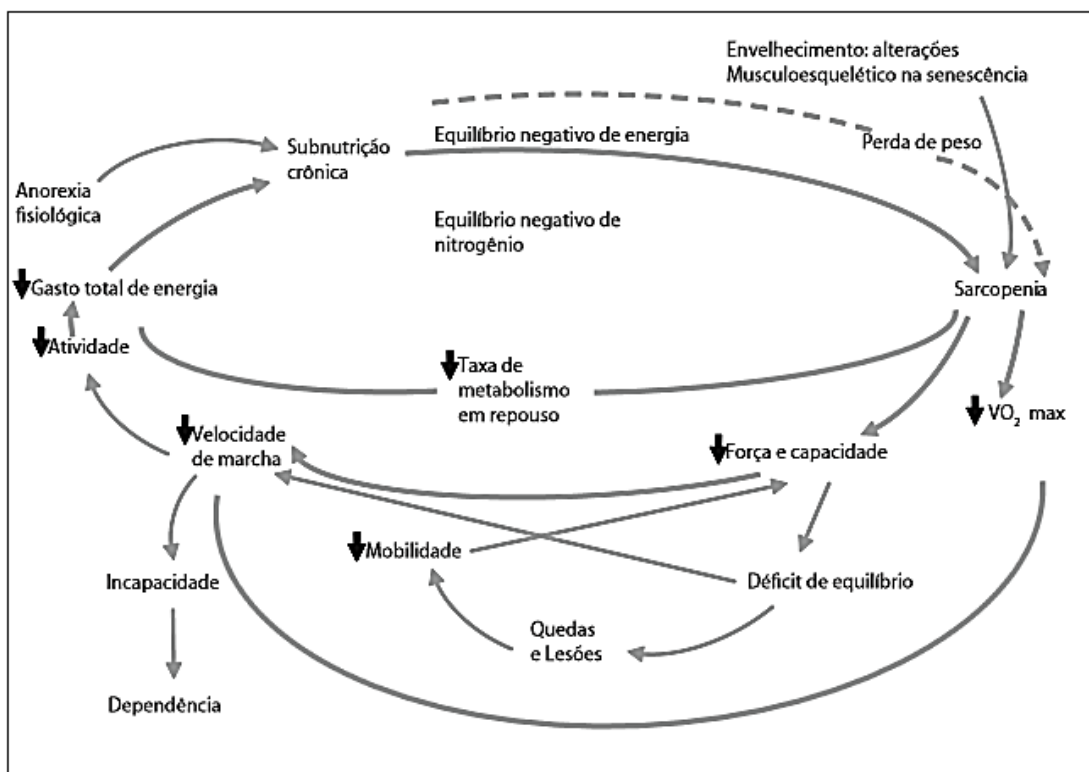 Envelhecimento: alterações
Musculoesquelético na senescência
Equilíbrio negativo de energia
Perda de peso
Subnutrição
crônica
Anorexia
fisiológica
Equilíbrio negativo de
nitrogênio
Gasto total de energia
Sarcopenia
Atividade
Taxa de
metabolismo
em repouso
VO₂ max
Velocidade
de marcha
Força e capacidade
Mobilidade
Incapacidade
Déficit de equilíbrio
Quedas
e Lesões
Dependência